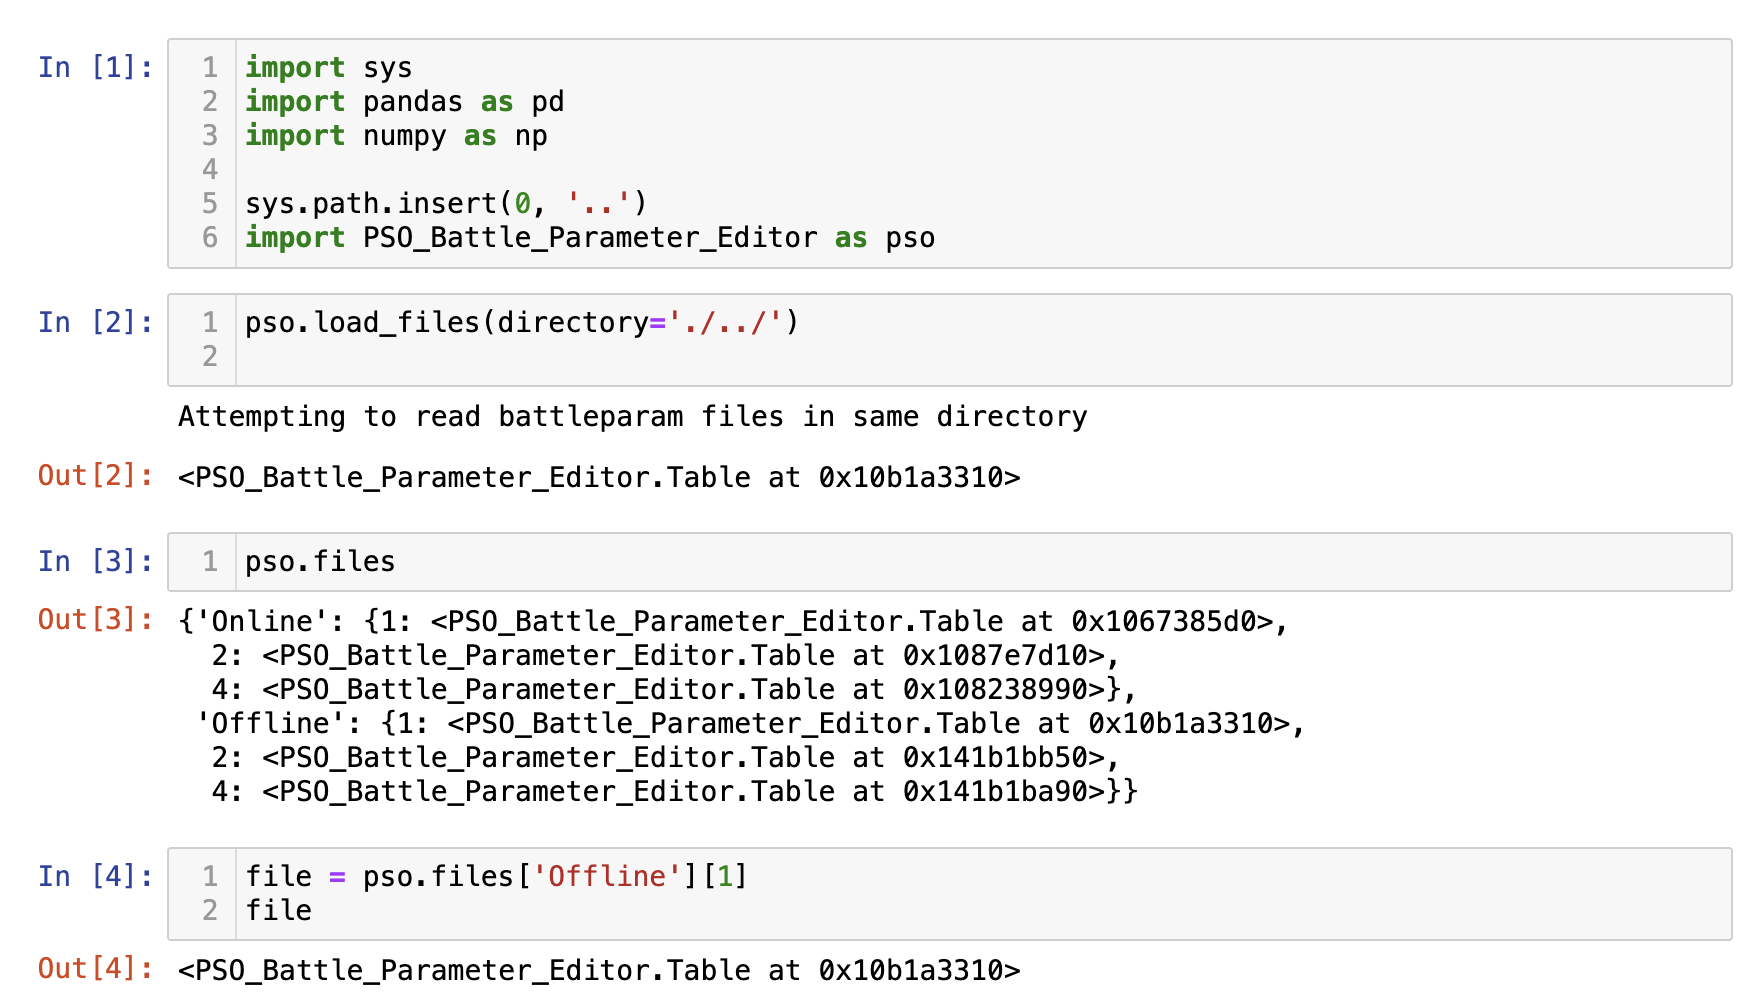 In [1]:
1 import sys
2 import pandas as pd
3 import numpy as np
4
5 sys.path.insert(0, '..')
6 import PSO_Battle_Parameter_Editor as pso
In [2]:
1 pso.load_files(directory='./../')
2
Attempting to read battleparam files in same directory
Out[2]: <PSO_Battle_Parameter_Editor.Table at 0x10b1a3310>
In [3]:
1 pso.files
Out[3]: {'Online': {1: <PSO_Battle_Parameter_Editor.Table at 0x1067385d0>,
2: <PSO_Battle_Parameter_Editor.Table at 0x1087e7d10>,
4: <PSO_Battle_Parameter_Editor.Table at 0x108238990>},
'Offline': {1: <PSO_Battle_Parameter_Editor.Table at 0x10b1a3310>,
2: <PSO_Battle_Parameter_Editor.Table at 0x141b1bb50>,
4: <PSO_Battle_Parameter_Editor.Table at 0x141b1ba90>}}
In [4]:
1 file = pso.files['Offline'][1]
2 file
Out[4]: <PSO_Battle_Parameter_Editor.Table at 0x10b1a3310>